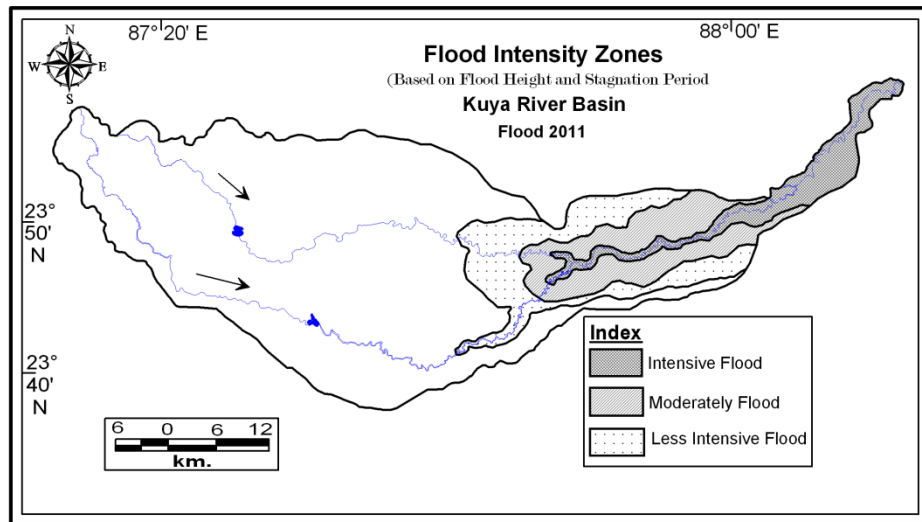 87°20' E
88°00' E
N
W E
S
Flood Intensity Zones
(Based on Flood Height and Stagnation Period
Kuya River Basin
Flood 2011
23°
50'
N
23°
40'
N
Index
Intensive Flood
Moderately Flood
Less Intensive Flood
6 0 6 12
km.